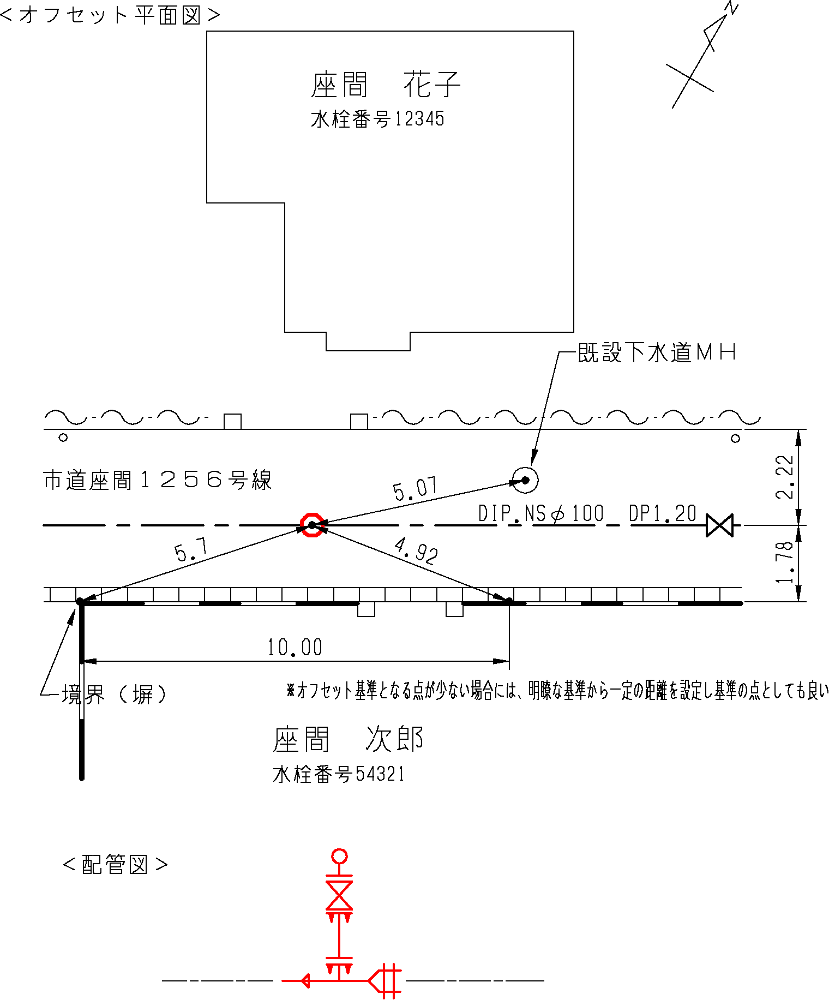 ＜オフセット平面図＞
N
座間　花子
水栓番号12345
既設下水道ＭＨ
市道座間１２５６号線
2.22
5.07
DIP.NSφ100　DP1.20
5.7
4.92
1.78
10.00
境界（塀）
※オフセット基準となる点が少ない場合には、明瞭な基準から一定の距離を設定し基準の点としても良い
座間　次郎
水栓番号54321
＜配管図＞